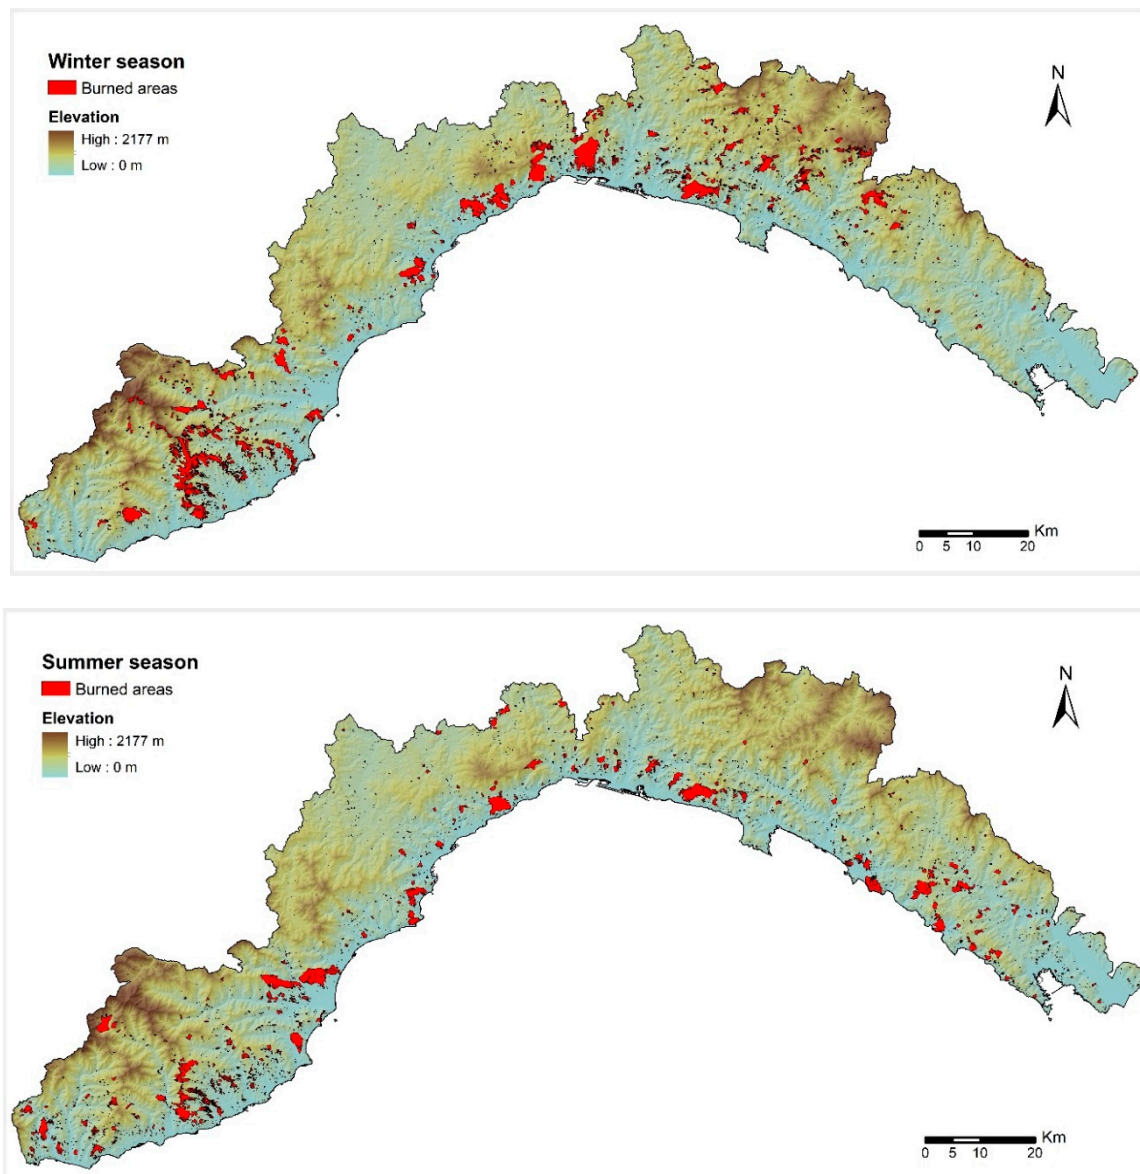 Winter season
Burned areas
Elevation
High : 2177 m
Low : 0 m
N
Km
0 5 10 20
Summer season
Burned areas
Elevation
High : 2177 m
Low : 0 m
N
Km
0 5 10 20